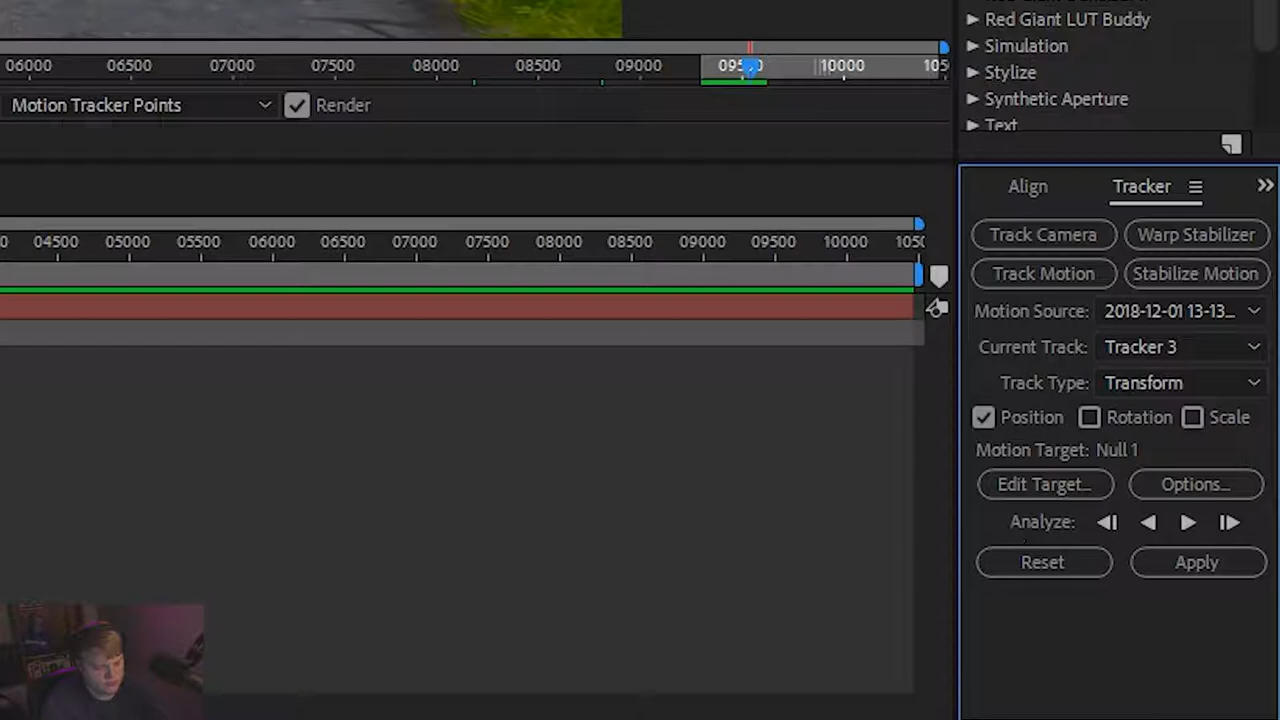 Red Giant LUT Buddy
Simulation
Stylize
Synthetic Aperture
Text
06000 06500 07000 07500 08000 08500 09000 10000
Motion Tracker Points Render
04500 05000 05500 06000 06500 07000 07500 08000 08500 09000 09500 10000
Align Tracker
Track Camera Warp Stabilizer
Track Motion Stabilize Motion
Motion Source: 2018-12-01 13-13...
Current Track: Tracker 3
Track Type: Transform
Position Rotation Scale
Motion Target: Null 1
Edit Target... Options...
Analyze:
Reset Apply